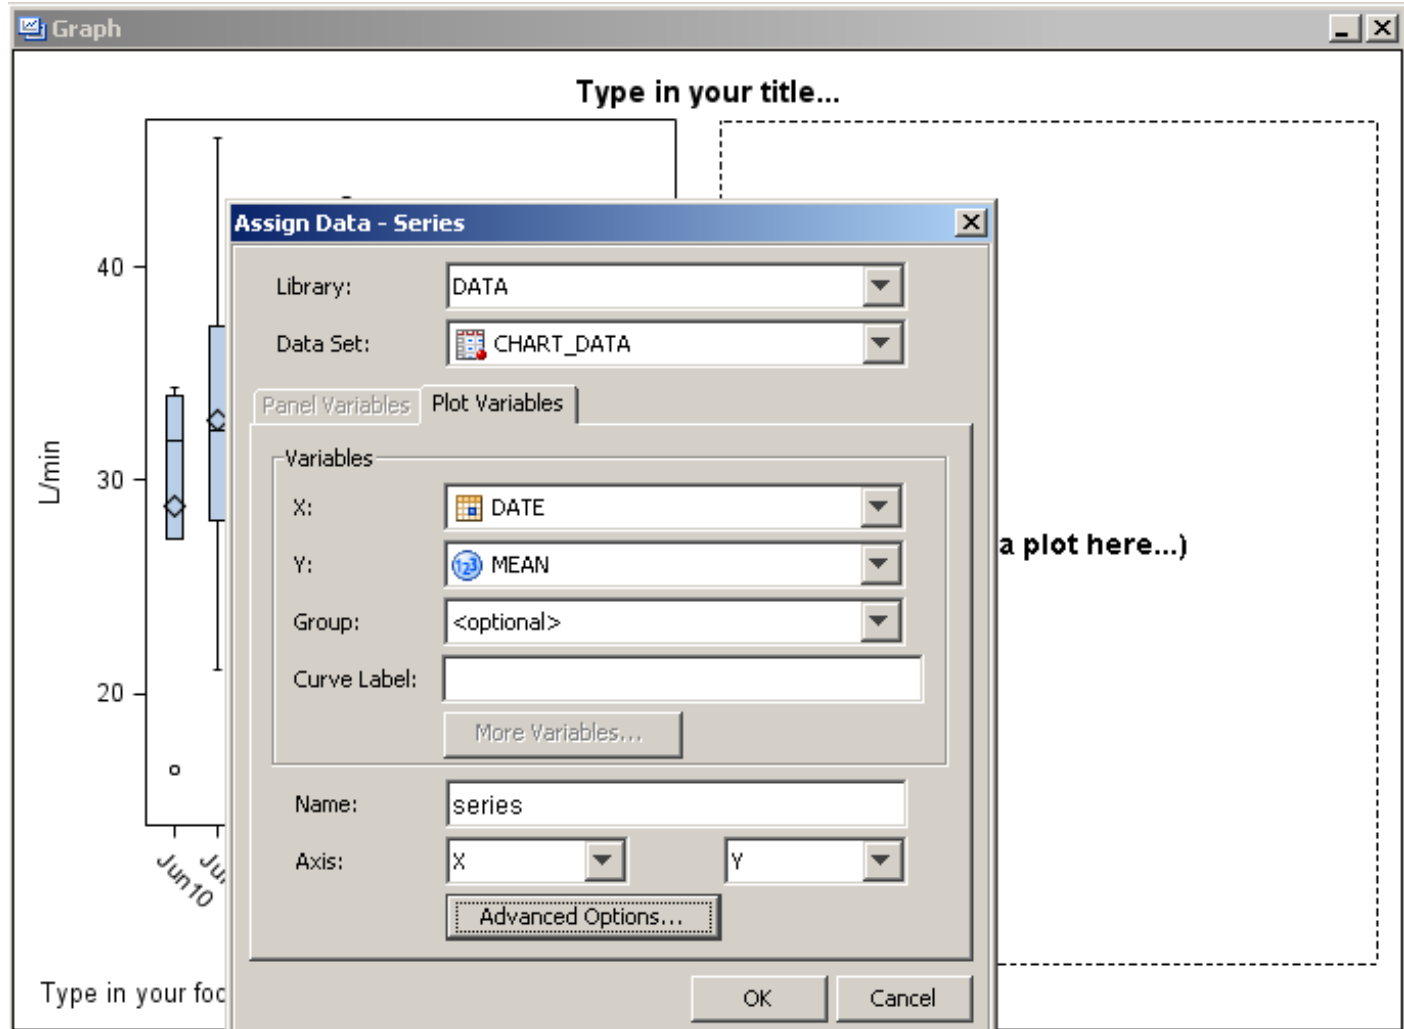 Graph
Type in your title...
Assign Data - Series
Library: DATA
Data Set: CHART_DATA
Panel Variables Plot Variables
Variables
X: DATE
Y: MEAN
Group: <optional>
Curve Label:
More Variables...
Name: series
Axis: X Y
Advanced Options...
OK Cancel
40
30
20
L/min
Jun10
a plot here...)
Type in your